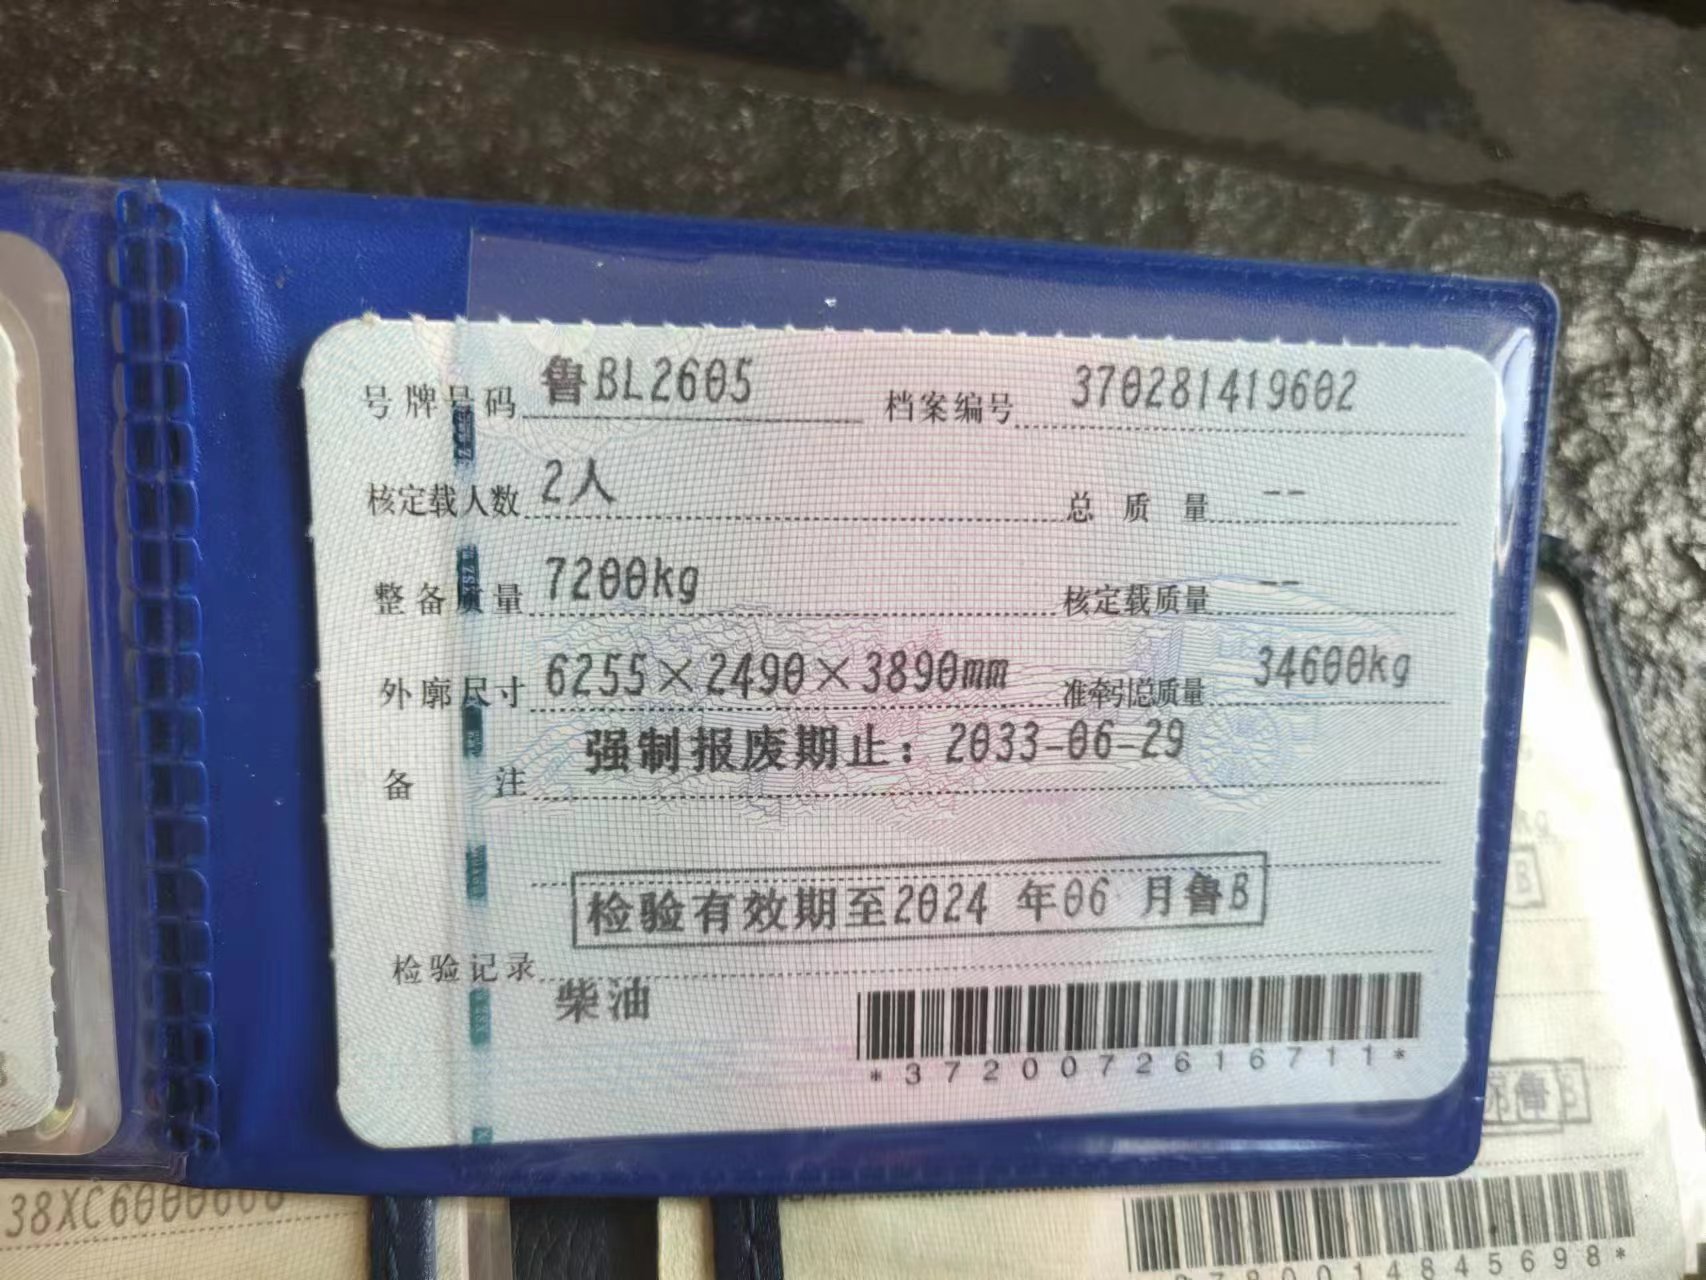 号牌号码 鲁BL2605 档案编号 370281419602
核定载人数 2人 总质量 --
整备质量 7200kg 核定载质量 --
外廓尺寸 6255×2490×3890mm 准牵引总质量 34600kg
备注 强制报废期止：2033-06-29
检验有效期至2024 年06 月鲁B
检验记录
柴油
*3720072616711*
38XC6000608
鲁B